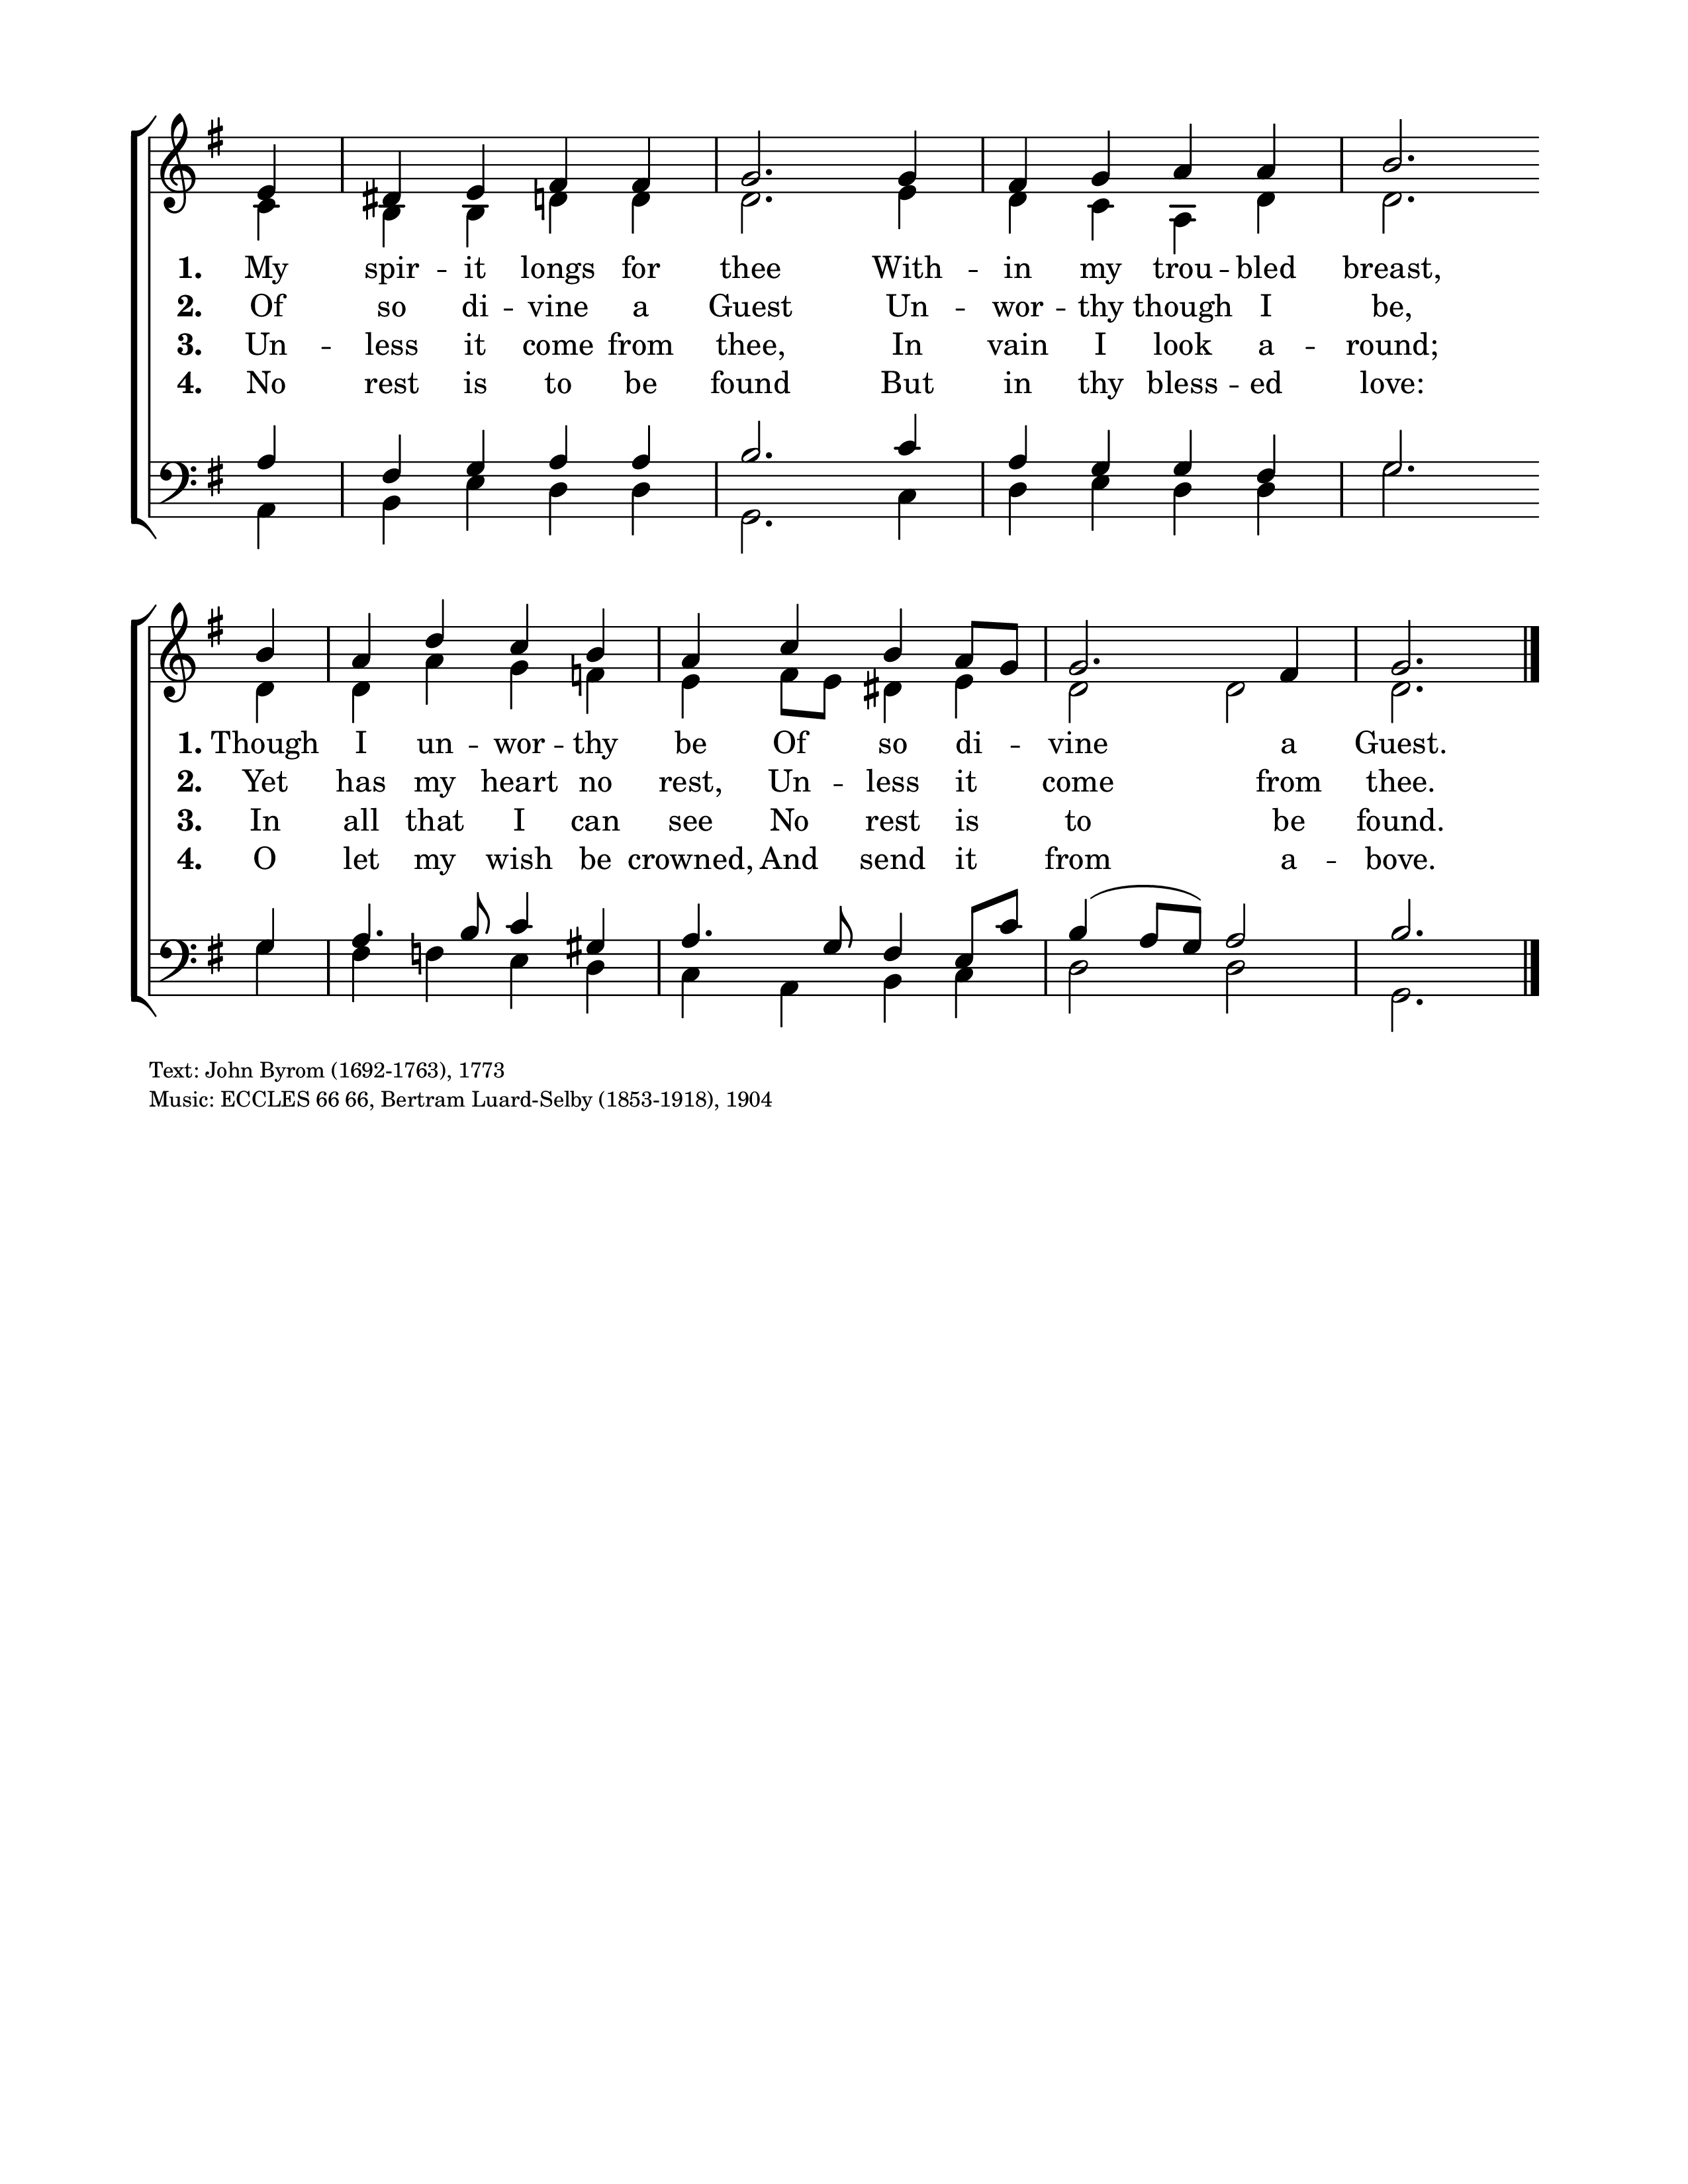 1. My spir -- it longs for thee With -- in my trou -- bled breast,
2. Of so di -- vine a Guest Un -- wor -- thy though I be,
3. Un -- less it come from thee, In vain I look a -- round;
4. No rest is to be found But in thy bless -- ed love:
1. Though I un -- wor -- thy be Of so di -- vine a Guest.
2. Yet has my heart no rest, Un -- less it come from thee.
3. In all that I can see No rest is to be found.
4. O let my wish be crowned, And send it from a -- bove.
Text: John Byrom (1692-1763), 1773
Music: ECCLES 66 66, Bertram Luard-Selby (1853-1918), 1904